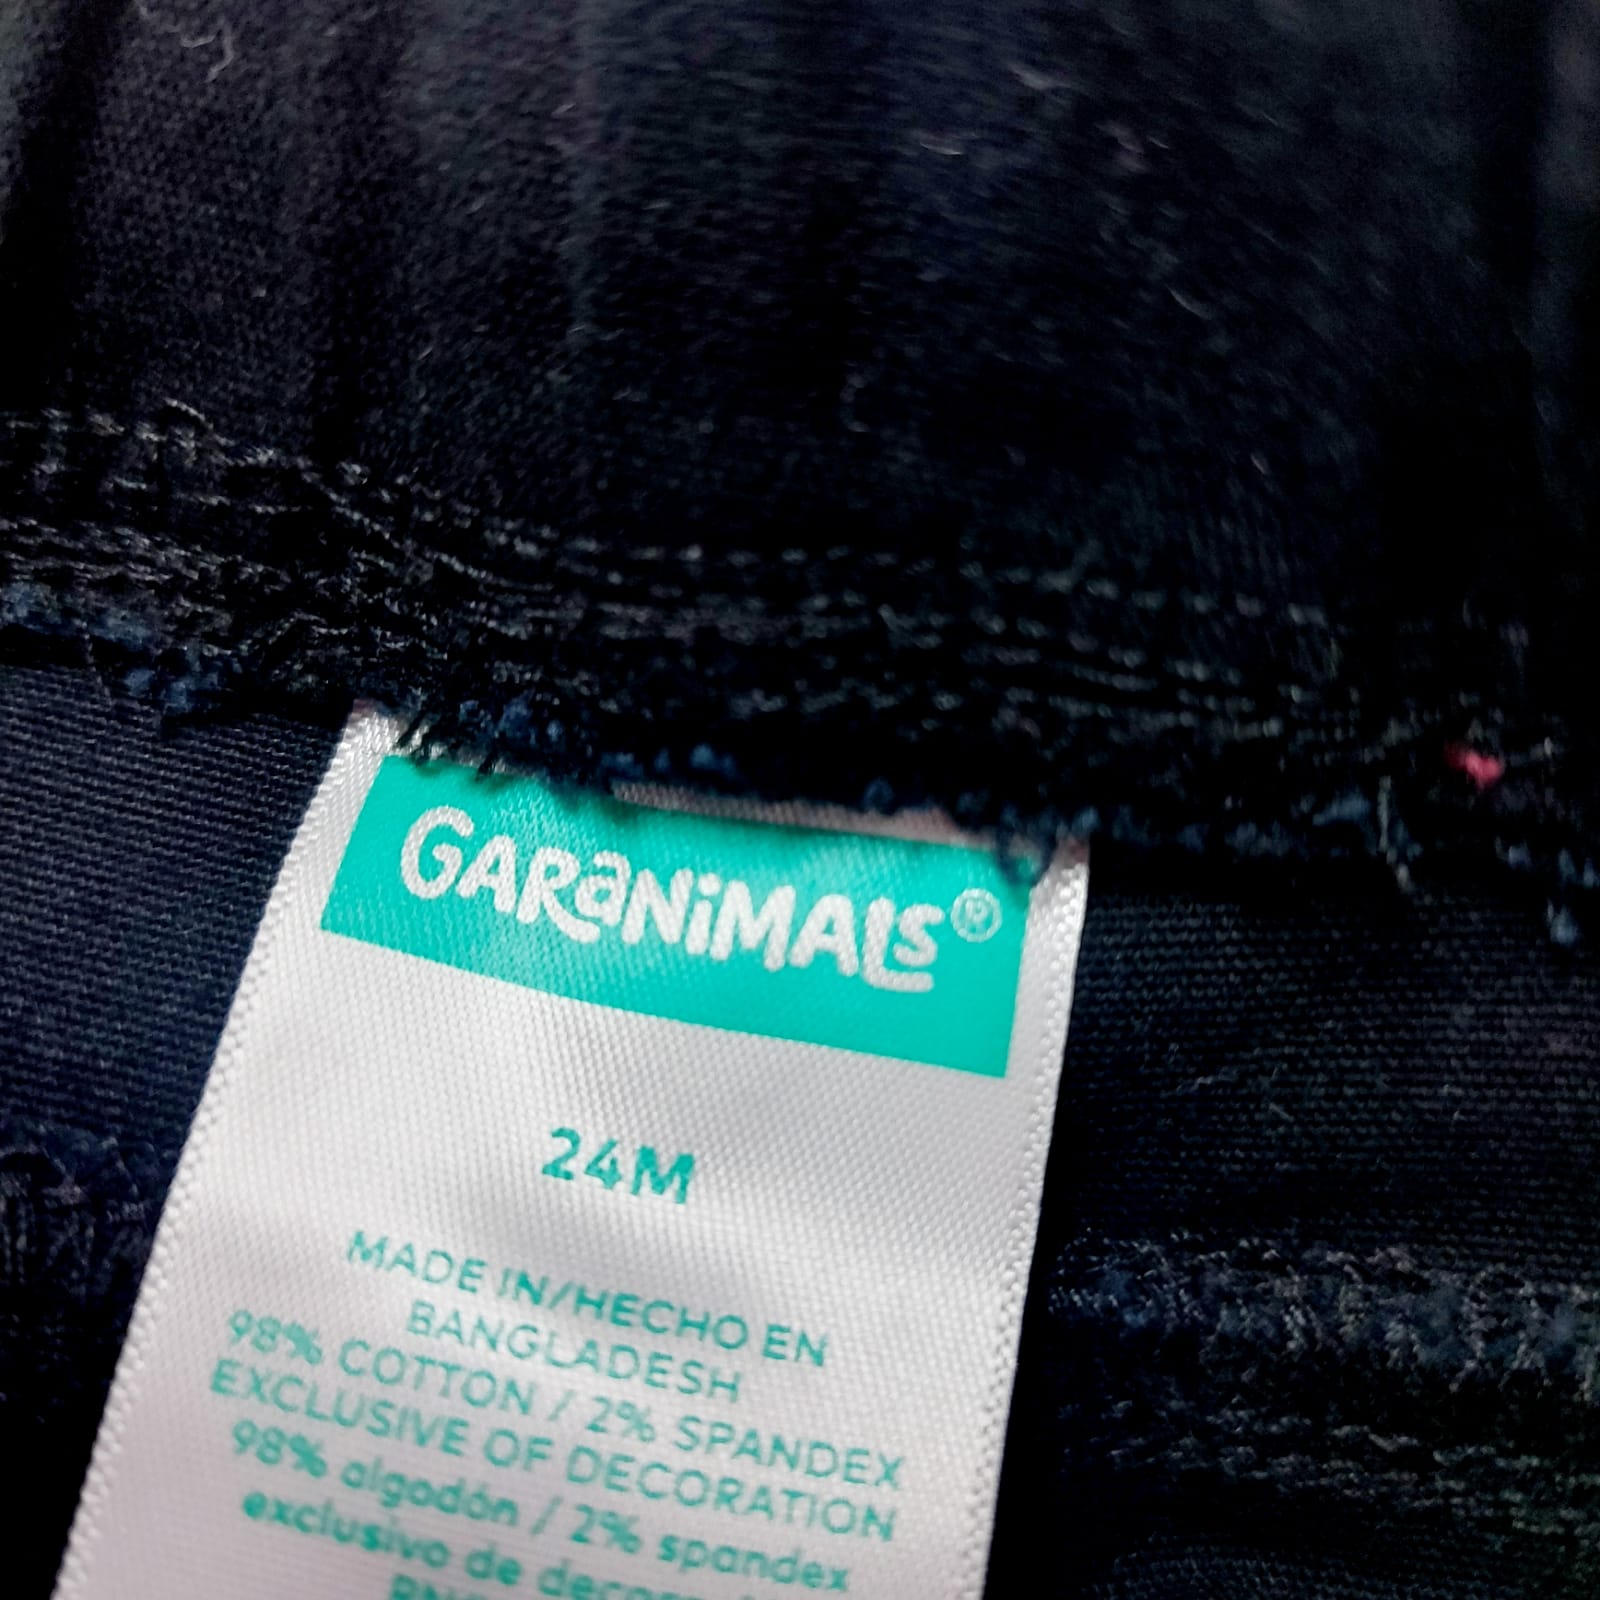 GARANIMALS®
24M
MADE IN/HECHO EN
BANGLADESH
98% COTTON / 2% SPANDEX
EXCLUSIVE OF DECORATION
98% algodón / 2% spandex
exclusivo de